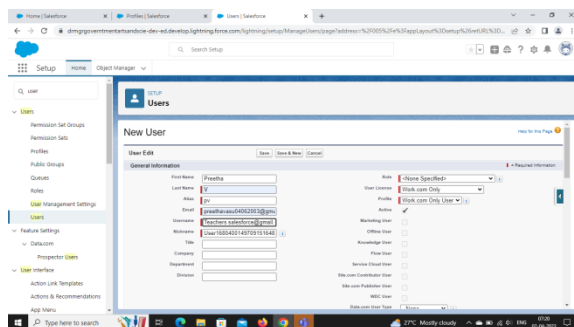 Home | Salesforce
Profiles | Salesforce
Users | Salesforce
Search Setup
Setup
Home
Object Manager
user
SETUP
Users
Users
Permission Set Groups
Permission Sets
Profiles
Public Groups
Queues
Roles
User Management Settings
Users
Feature Settings
Data.com
Prospector Users
User Interface
Action Link Templates
Actions & Recommendations
App Menu
New User
Help for this Page
User Edit
Save
Save & New
Cancel
General Information
= Required Information
First Name Preetha
Last Name V
Alias pv
Email
Username Teachers salesforce@gmail
Nickname
Title
Company
Department
Division
Role <None Specified>
User License Work.com Only
Profile Work.com Only User
Active
Marketing User
Offline User
Knowledge User
Flow User
Service Cloud User
Site.com Contributor User
Site.com Publisher User
WDC User
Data.com User Type
Type here to search
27°C Mostly cloudy
ENG
07:20